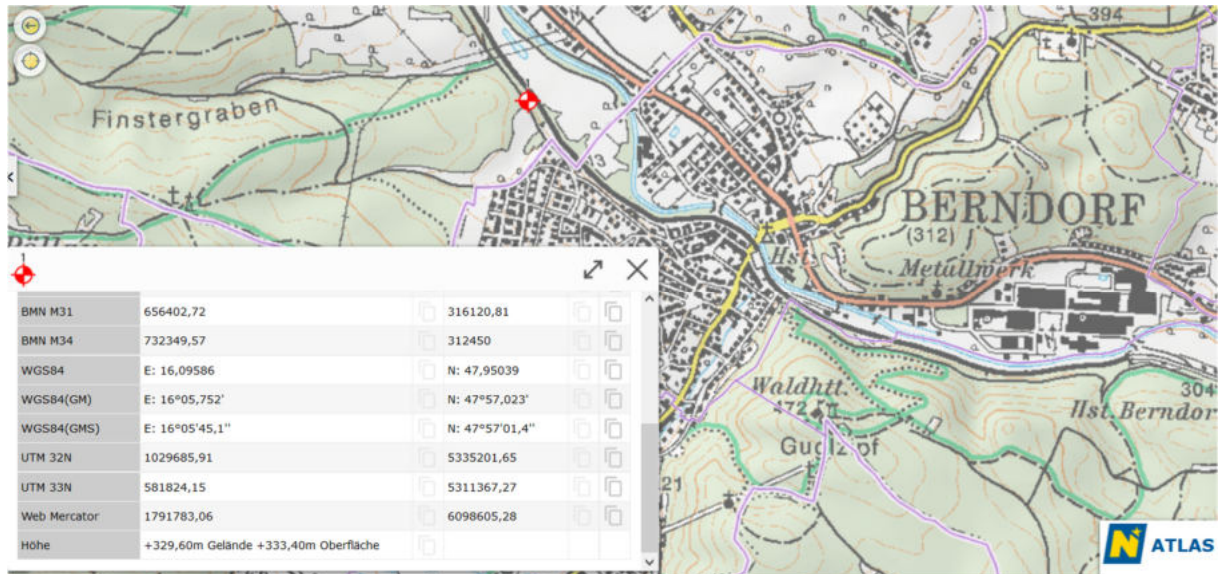 394
Finstergraben
1
BERNDORF
(312)
Hst.
Metallwerk
1
BMN M31 656402,72 316120,81
BMN M34 732349,57 312450
WGS84 E: 16,09586 N: 47,95039
WGS84(GM) E: 16°05,752' N: 47°57,023'
WGS84(GMS) E: 16°05'45,1'' N: 47°57'01,4''
UTM 32N 1029685,91 5335201,65
UTM 33N 581824,15 5311367,27
Web Mercator 1791783,06 6098605,28
Höhe +329,60m Gelände +333,40m Oberfläche
Waldhtt.
472
304
Hst. Berndor
21
N ATLAS